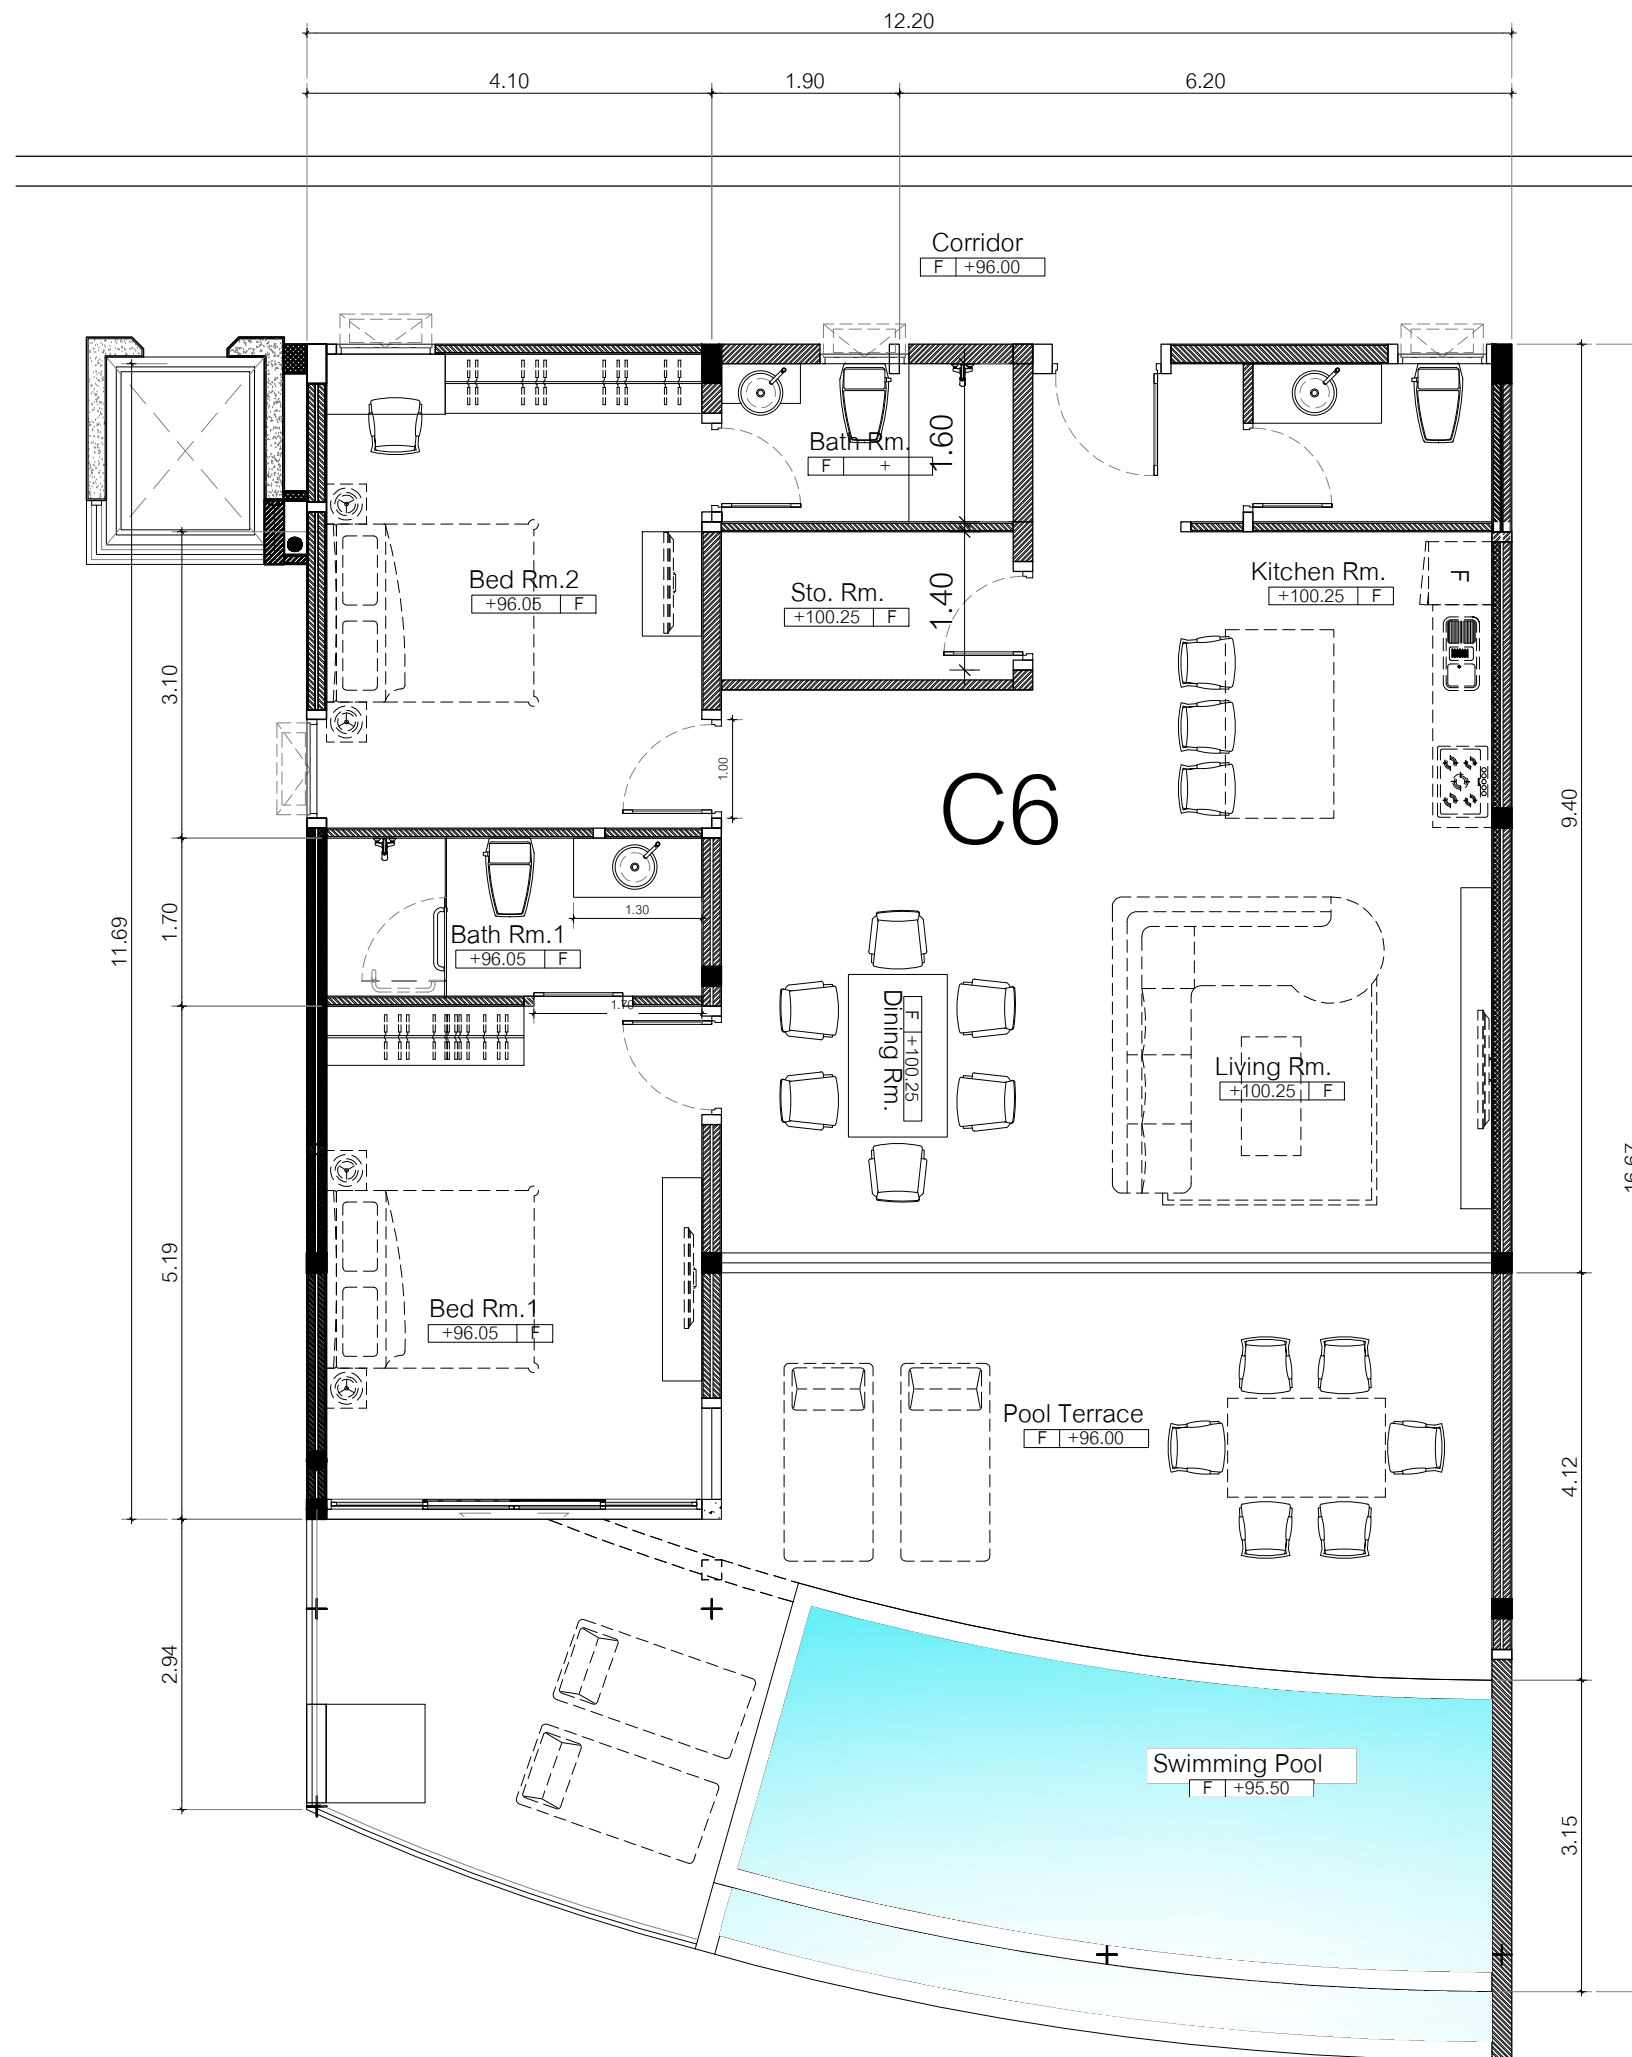 12.20
4.10
1.90
6.20
Corridor
F +96.00
Bath Rm.
F +
1.60
Bed Rm.2
+96.05 F
Sto. Rm.
+100.25 F
1.40
Kitchen Rm.
+100.25 F
F
3.10
1.00
C6
9.40
11.69
1.70
1.30
Bath Rm.1
+96.05 F
1.70
Dining Rm.
F +100.25
Living Rm.
+100.25 F
16.67
5.19
Bed Rm.1
+96.05 F
Pool Terrace
F +96.00
4.12
2.94
Swimming Pool
F +95.50
3.15